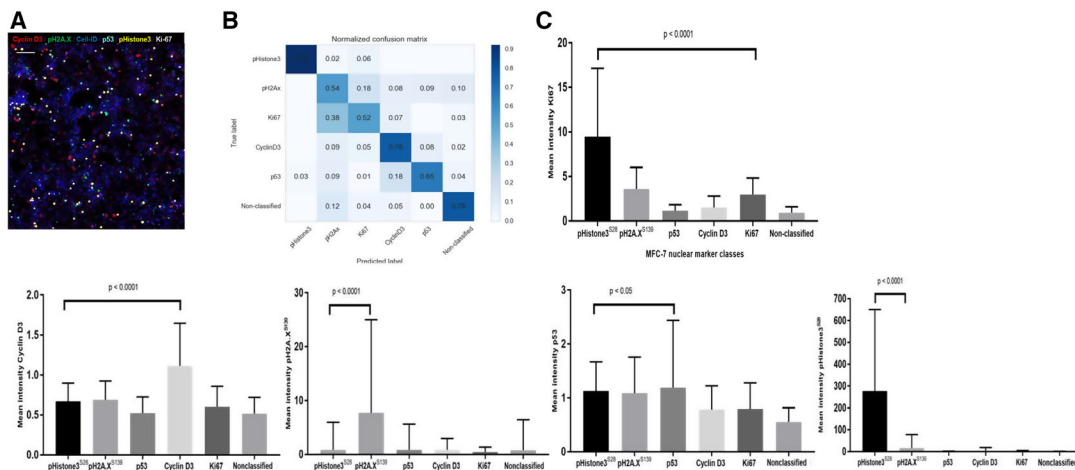 A
Cyclin D3 pH2A.X Cell-ID p53 pHistone3 Ki-67
B
Normalized confusion matrix
True label
pHistone3
0.02 0.06
pH2Ax
0.54 0.18 0.08 0.09 0.10
Ki67
0.38 0.52 0.07 0.03
CyclinD3
0.09 0.05 0.08 0.02
p53
0.03 0.09 0.01 0.18 0.65 0.04
Non-classified
0.12 0.04 0.05 0.00
pHistone3
pH2Ax
Ki67
CyclinD3
p53
Non-classified
Predicted label
0.9
0.8
0.7
0.6
0.5
0.4
0.3
0.2
0.1
0.0
C
p < 0.0001
Mean intensity Ki67
20
15
10
5
0
pHistone3S28 pH2A.XS139 p53 Cyclin D3 Ki67 Nonclassified
MFC-7 nuclear marker classes
p < 0.0001
Mean intensity Cyclin D3
2.0
1.5
1.0
0.5
0.0
pHistone3S28 pH2A.XS139 p53 Cyclin D3 Ki67 Nonclassified
p < 0.0001
Mean intensity pH2A.XS139
30
20
10
0
pHistone3S28 pH2A.XS139 p53 Cyclin D3 Ki67 Nonclassified
p < 0.05
Mean intensity p53
3
2
1
0
pHistone3S28 pH2A.XS139 p53 Cyclin D3 Ki67 Nonclassified
p < 0.0001
Mean intensity pHistone3S28
700
600
500
400
300
200
100
0
pHistone3S28 pH2A.XS139 p53 Cyclin D3 Ki67 Nonclassified